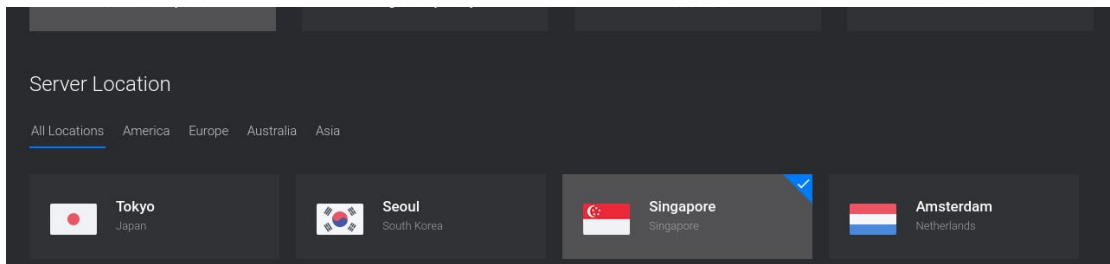 Server Location
All Locations America Europe Australia Asia
Tokyo
Japan
Seoul
South Korea
Singapore
Singapore
Amsterdam
Netherlands